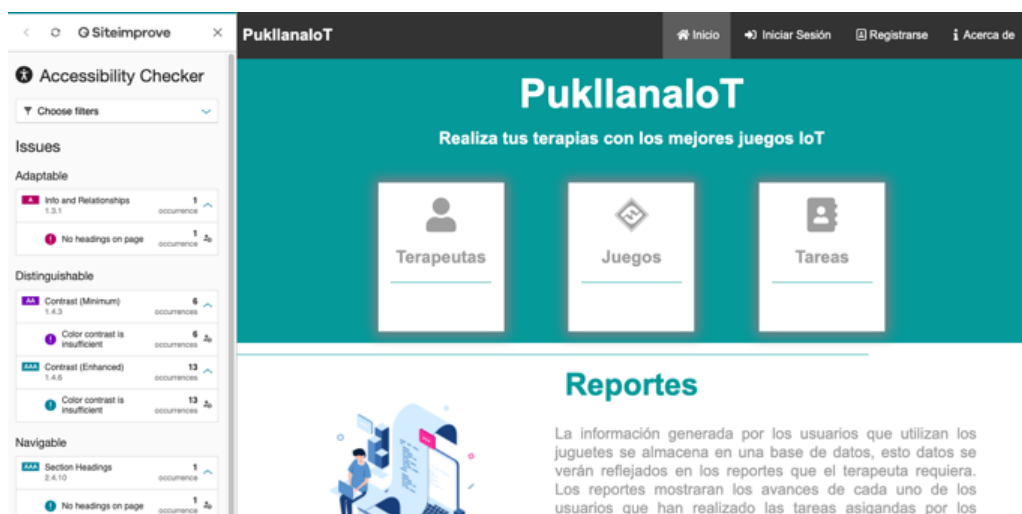 Siteimprove
Accessibility Checker
Choose filters
Issues
Adaptable
A Info and Relationships 1
1.3.1 occurrence
No headings on page 1
occurrence
Distinguishable
AA Contrast (Minimum) 6
1.4.3 occurrences
Color contrast is 6
insufficient occurrences
AAA Contrast (Enhanced) 13
1.4.6 occurrences
Color contrast is 13
insufficient occurrences
Navigable
AAA Section Headings 1
2.4.10 occurrence
No headings on page 1
occurrence
PukllanaIoT Inicio Iniciar Sesión Registrarse Acerca de
PukllanaIoT
Realiza tus terapias con los mejores juegos IoT
Terapeutas Juegos Tareas
Reportes
La información generada por los usuarios que utilizan los
juguetes se almacena en una base de datos, esto datos se
verán reflejados en los reportes que el terapeuta requiera.
Los reportes mostraran los avances de cada uno de los
usuarios que han realizado las tareas asigandas por los